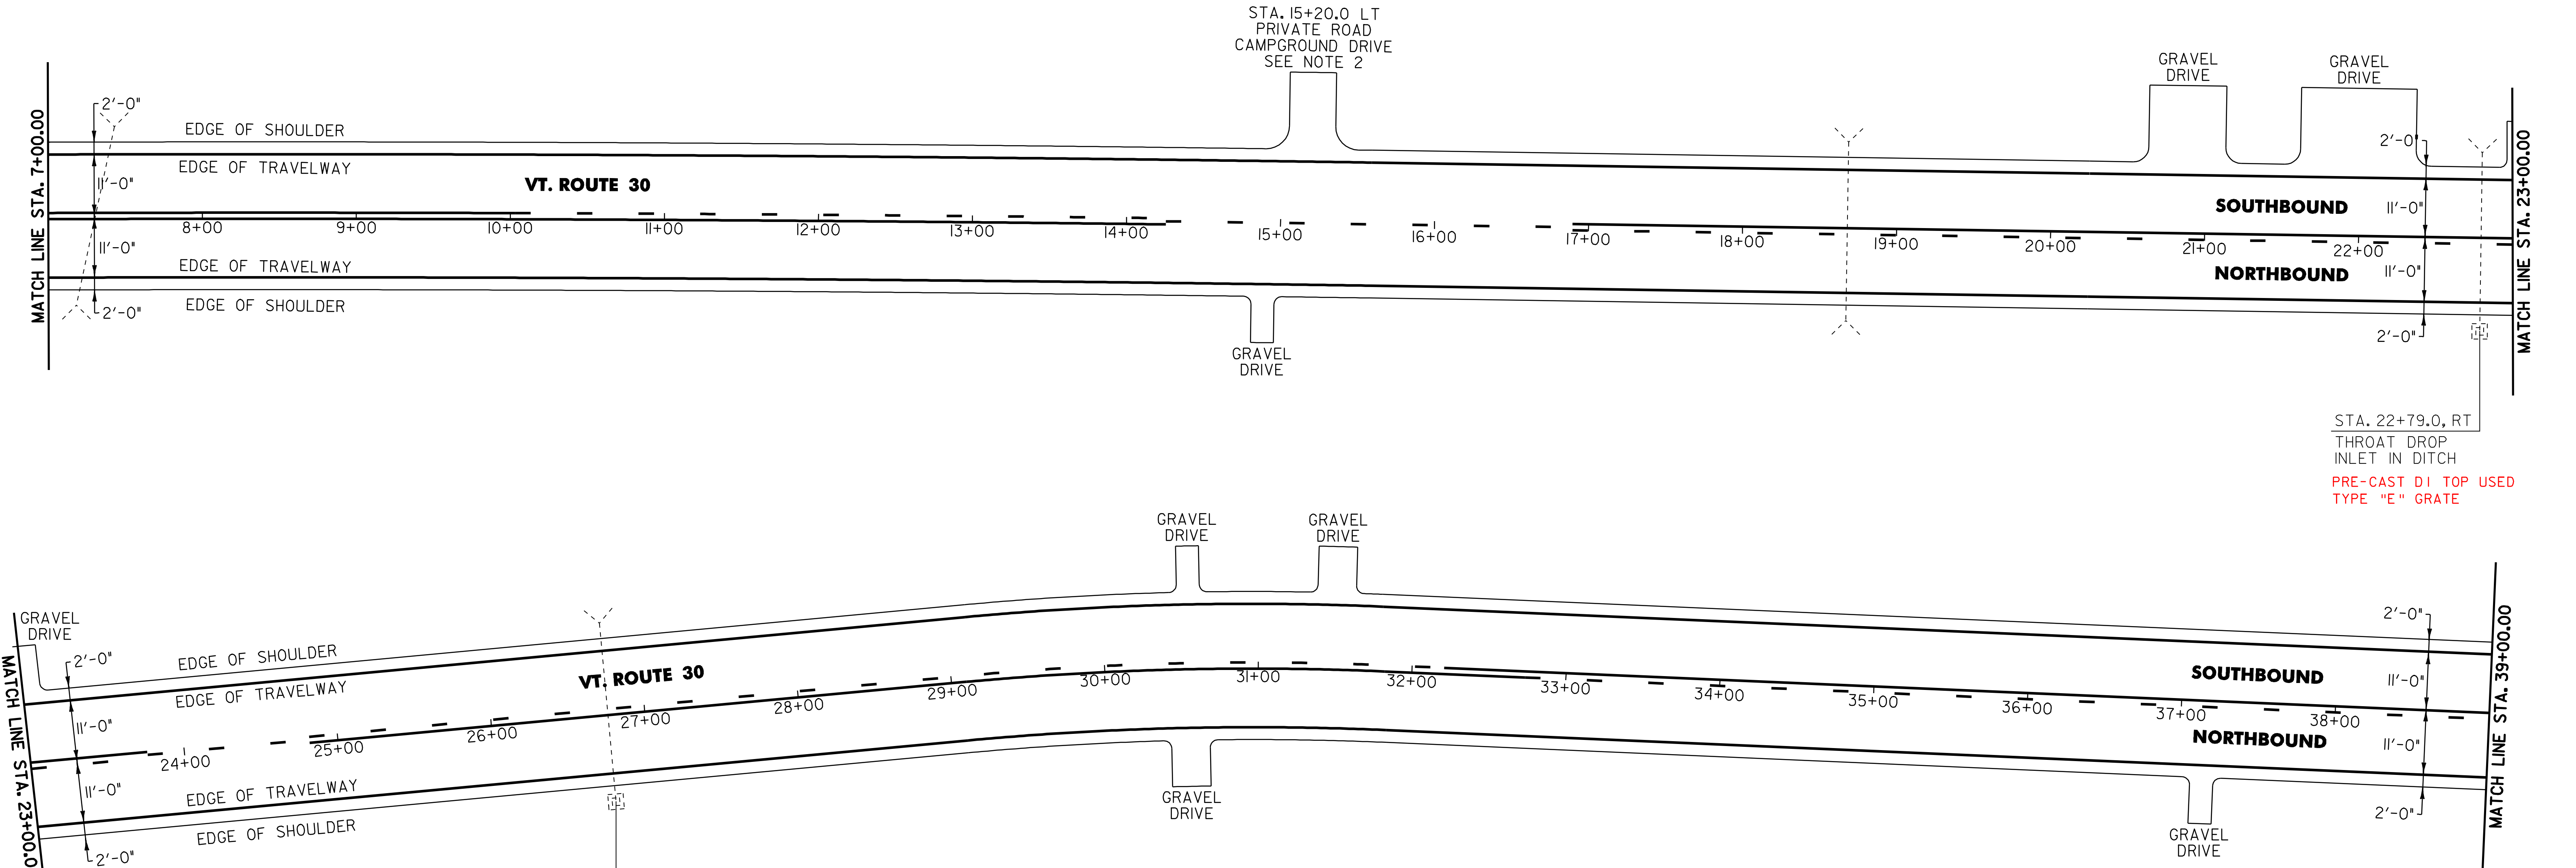 STA. 15+20.0 LT
PRIVATE ROAD
CAMPGROUND DRIVE
SEE NOTE 2
GRAVEL
DRIVE
GRAVEL
DRIVE
MATCH LINE STA. 7+00.00
2'-0"
EDGE OF SHOULDER
EDGE OF TRAVELWAY
11'-0"
VT. ROUTE 30
2'-0"
SOUTHBOUND
11'-0"
8+00
9+00
10+00
11+00
12+00
13+00
14+00
15+00
16+00
17+00
18+00
19+00
20+00
21+00
22+00
11'-0"
EDGE OF TRAVELWAY
NORTHBOUND
11'-0"
EDGE OF SHOULDER
2'-0"
2'-0"
MATCH LINE STA. 23+00.00
GRAVEL
DRIVE
STA. 22+79.0, RT
THROAT DROP
INLET IN DITCH
PRE-CAST DI TOP USED
TYPE "E" GRATE
GRAVEL
DRIVE
GRAVEL
DRIVE
GRAVEL
DRIVE
MATCH LINE STA. 23+00.0
2'-0"
EDGE OF SHOULDER
EDGE OF TRAVELWAY
11'-0"
VT. ROUTE 30
2'-0"
SOUTHBOUND
11'-0"
24+00
25+00
26+00
27+00
28+00
29+00
30+00
31+00
32+00
33+00
34+00
35+00
36+00
37+00
38+00
11'-0"
EDGE OF TRAVELWAY
NORTHBOUND
11'-0"
EDGE OF SHOULDER
2'-0"
2'-0"
MATCH LINE STA. 39+00.00
GRAVEL
DRIVE
GRAVEL
DRIVE